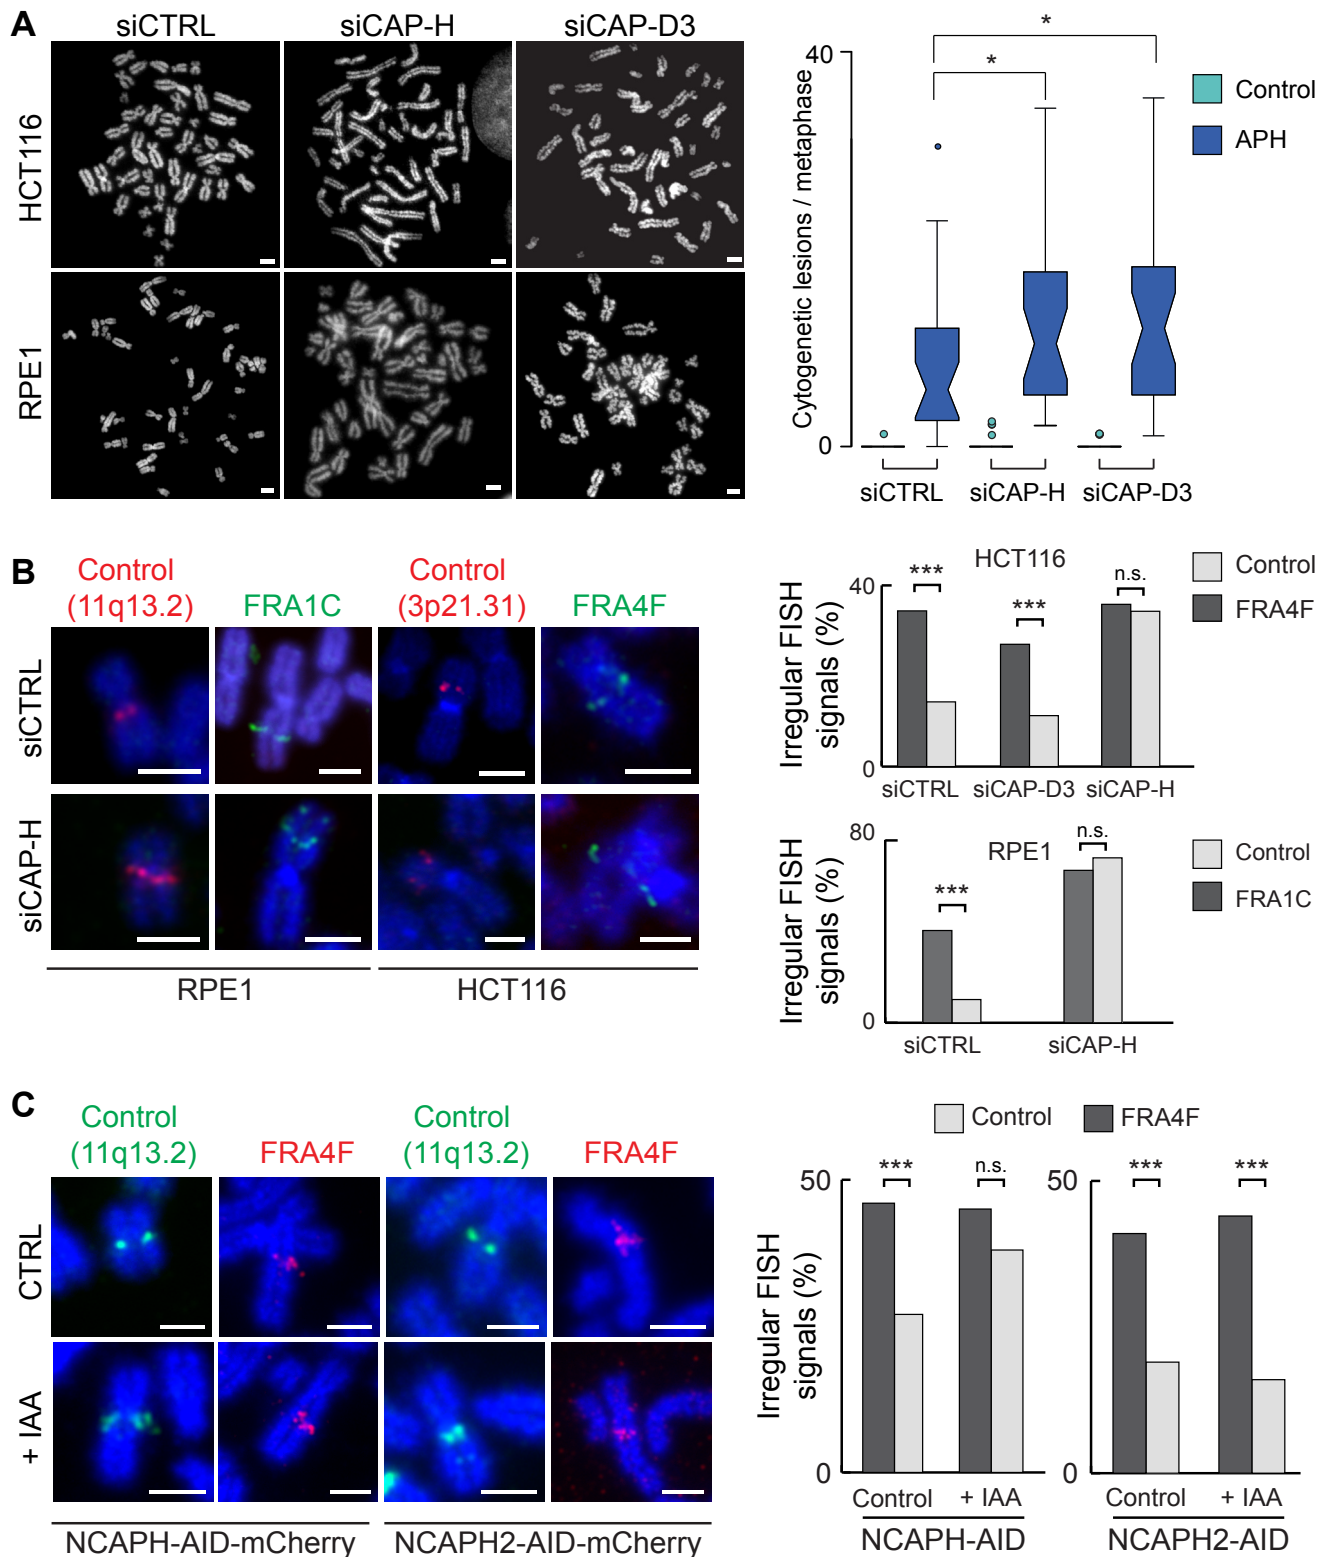 A
siCTRL
siCAP-H
siCAP-D3
HCT116
RPE1
40
0
Cytogenetic lesions / metaphase
*
*
Control
APH
siCTRL
siCAP-H
siCAP-D3
B
Control
(11q13.2)
FRA1C
Control
(3p21.31)
FRA4F
siCTRL
siCAP-H
RPE1
HCT116
HCT116
Irregular FISH
signals (%)
40
0
***
***
n.s.
Control
FRA4F
siCTRL
siCAP-D3
siCAP-H
RPE1
Irregular FISH
signals (%)
80
0
***
n.s.
Control
FRA1C
siCTRL
siCAP-H
C
Control
(11q13.2)
FRA4F
Control
(11q13.2)
FRA4F
CTRL
+ IAA
NCAPH-AID-mCherry
NCAPH2-AID-mCherry
Control
FRA4F
Irregular FISH
signals (%)
50
0
***
n.s.
Control
+ IAA
NCAPH-AID
50
0
***
***
Control
+ IAA
NCAPH2-AID